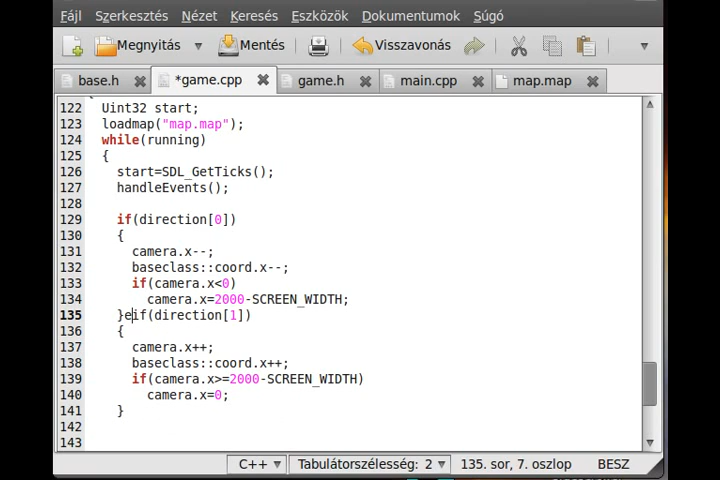 Fájl Szerkesztés Nézet Keresés Eszközök Dokumentumok Súgó
Megnyitás Mentés Visszavonás
base.h *game.cpp game.h main.cpp map.map
122 Uint32 start;
123 loadmap("map.map");
124 while(running)
125 {
126 start=SDL_GetTicks();
127 handleEvents();
128
129 if(direction[0])
130 {
131 camera.x--;
132 baseclass::coord.x--;
133 if(camera.x<0)
134 camera.x=2000-SCREEN_WIDTH;
135 }eif(direction[1])
136 {
137 camera.x++;
138 baseclass::coord.x++;
139 if(camera.x>=2000-SCREEN_WIDTH)
140 camera.x=0;
141 }
142
143
C++ Tabulátorszélesség: 2 135. sor, 7. oszlop BESZ